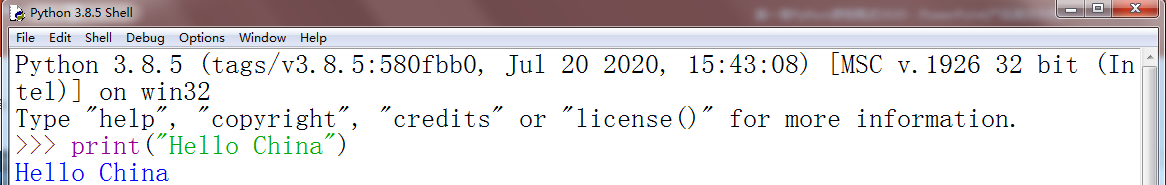 Python 3.8.5 Shell
File Edit Shell Debug Options Window Help
Python 3.8.5 (tags/v3.8.5:580fbb0, Jul 20 2020, 15:43:08) [MSC v.1926 32 bit (In
tel)] on win32
Type "help", "copyright", "credits" or "license()" for more information.
>>> print("Hello China")
Hello China